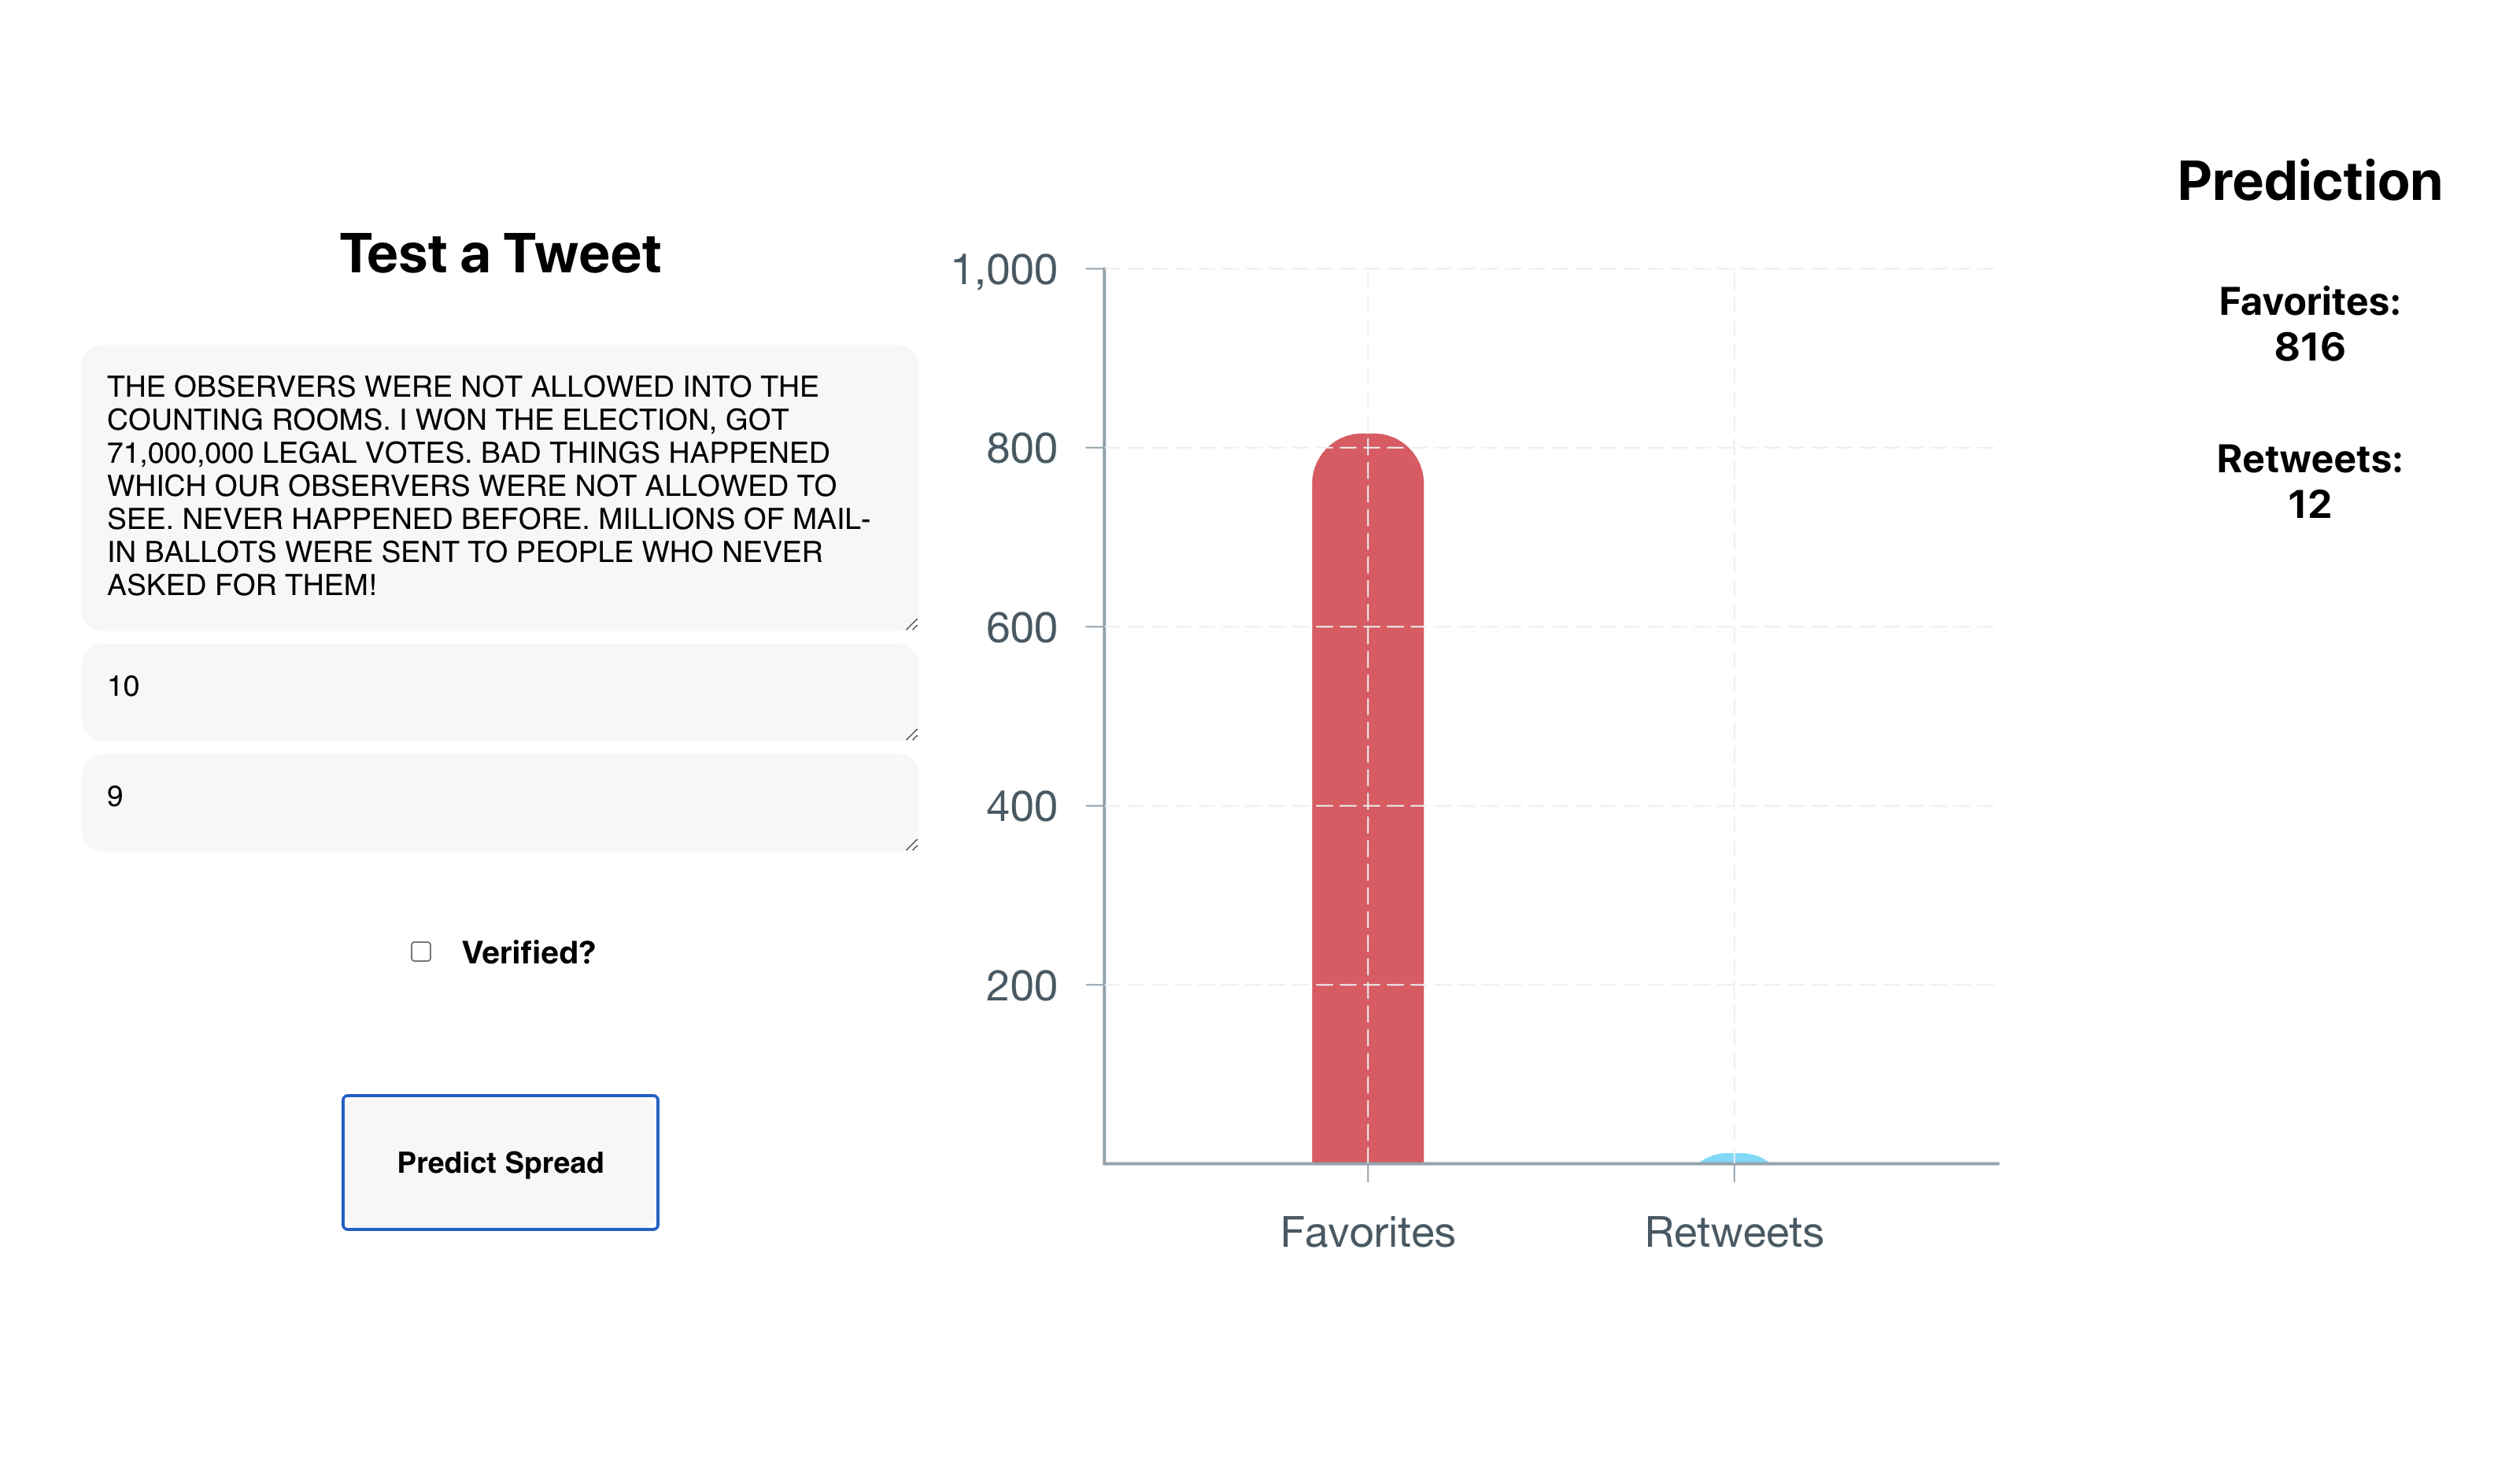 Test a Tweet
THE OBSERVERS WERE NOT ALLOWED INTO THE
COUNTING ROOMS. I WON THE ELECTION, GOT
71,000,000 LEGAL VOTES. BAD THINGS HAPPENED
WHICH OUR OBSERVERS WERE NOT ALLOWED TO
SEE. NEVER HAPPENED BEFORE. MILLIONS OF MAIL-
IN BALLOTS WERE SENT TO PEOPLE WHO NEVER
ASKED FOR THEM!
10
9
Verified?
Predict Spread
1,000
800
600
400
200
Favorites
Retweets
Prediction
Favorites:
816
Retweets:
12